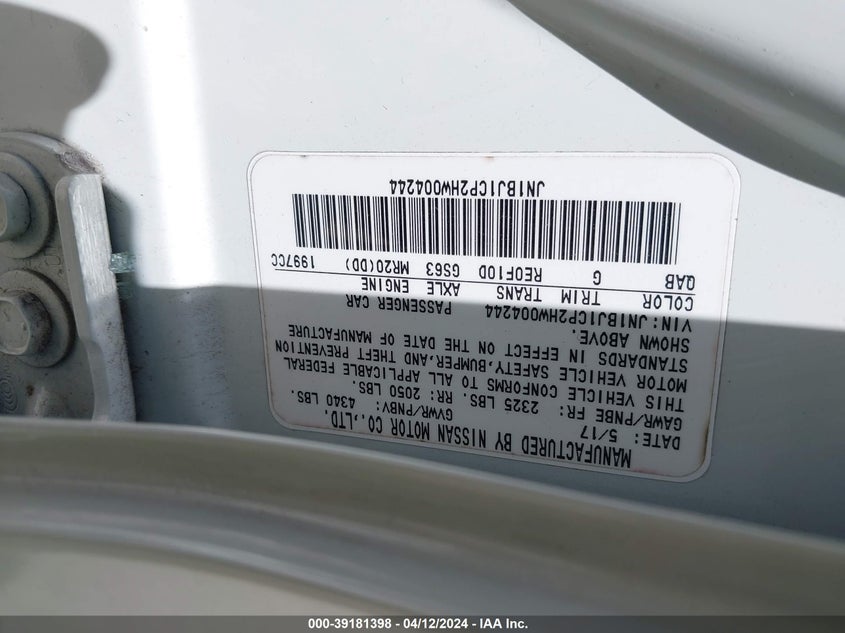 MANUFACTURED BY NISSAN MOTOR CO.,LTD.
DATE: 5/17 GVWR/PNBV: 4340 LBS.
GAWR/PNBE FR: 2325 LBS. RR: 2050 LBS.
THIS VEHICLE CONFORMS TO ALL APPLICABLE FEDERAL
MOTOR VEHICLE SAFETY,BUMPER,AND THEFT PREVENTION
STANDARDS IN EFFECT ON THE DATE OF MANUFACTURE
SHOWN ABOVE.
VIN: JN1BJ1CP2HW004244 PASSENGER CAR
COLOR TRIM TRANS AXLE ENGINE
QAB G RE0F10D GS63 MR20(DD) 1997CC
JN1BJ1CP2HW004244
000-39181398 - 04/12/2024 - IAA Inc.